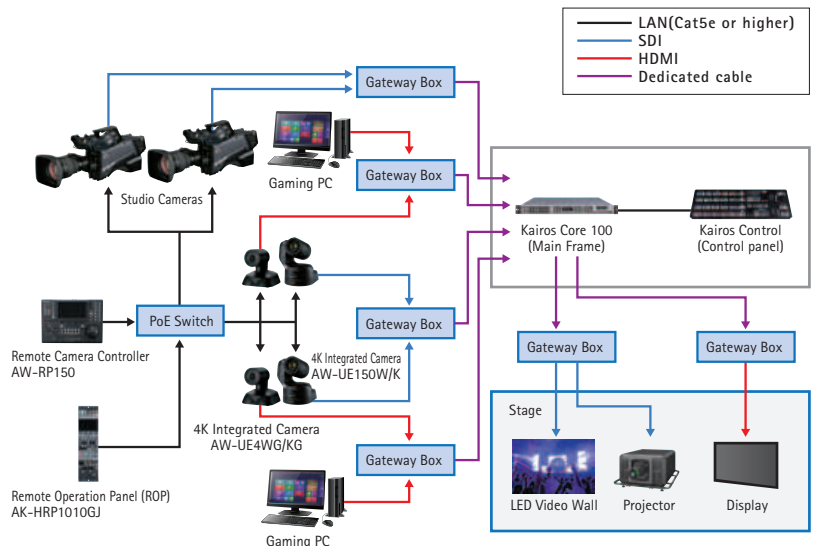 LAN(Cat5e or higher)
SDI
HDMI
Dedicated cable
Gateway Box
Studio Cameras
Gaming PC
Gateway Box
Kairos Core 100
(Main Frame)
Kairos Control
(Control panel)
Remote Camera Controller
AW-RP150
PoE Switch
Gateway Box
4K Integrated Camera
AW-UE150W/K
4K Integrated Camera
AW-UE4WG/KG
Gateway Box
Gateway Box
Remote Operation Panel (ROP)
AK-HRP1010GJ
Gaming PC
Gateway Box
Stage
LED Video Wall
Projector
Display